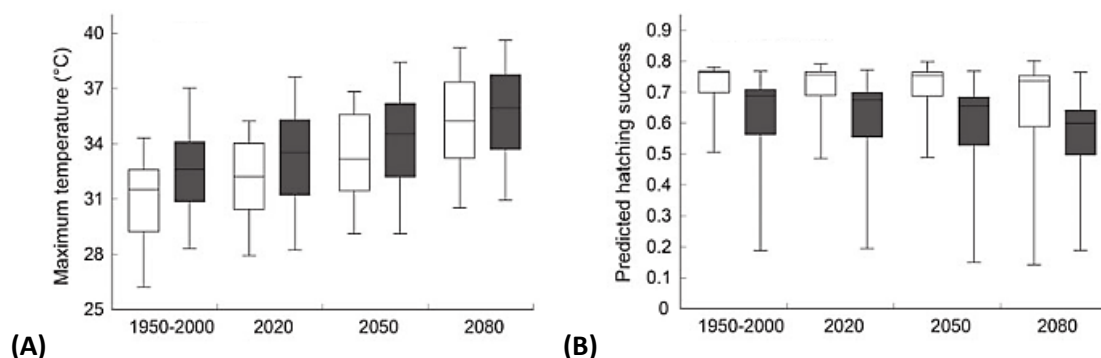 Maximum temperature (°C)
40
37
34
31
28
25
1950-2000 2020 2050 2080
(A)
Predicted hatching success
0.9
0.8
0.7
0.6
0.5
0.4
0.3
0.2
0.1
0
1950-2000 2020 2050 2080
(B)